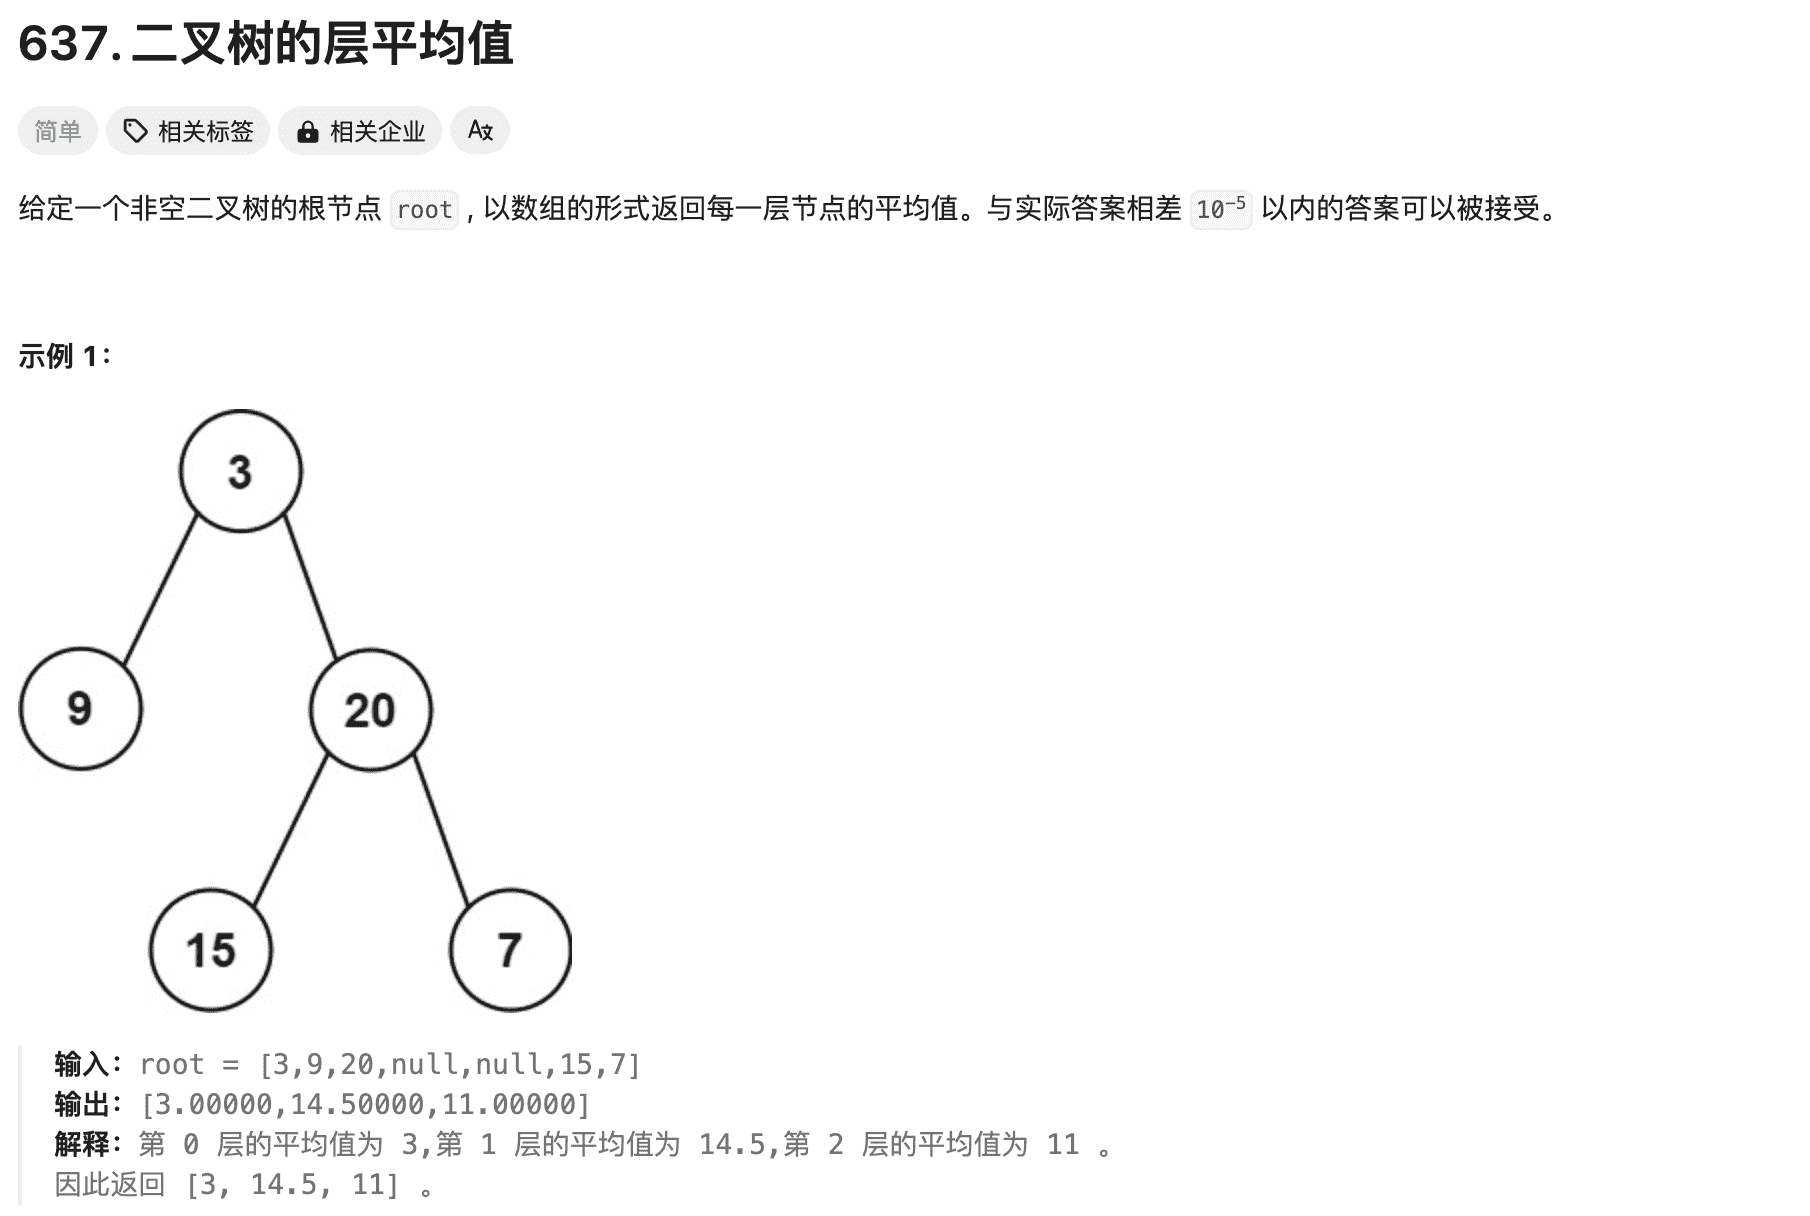 637. 二叉树的层平均值
简单 相关标签 相关企业 A文
给定一个非空二叉树的根节点 root , 以数组的形式返回每一层节点的平均值。与实际答案相差 10⁻⁵ 以内的答案可以被接受。
示例 1：
3
9 20
15 7
输入：root = [3,9,20,null,null,15,7]
输出：[3.00000,14.50000,11.00000]
解释：第 0 层的平均值为 3,第 1 层的平均值为 14.5,第 2 层的平均值为 11 。
因此返回 [3, 14.5, 11] 。